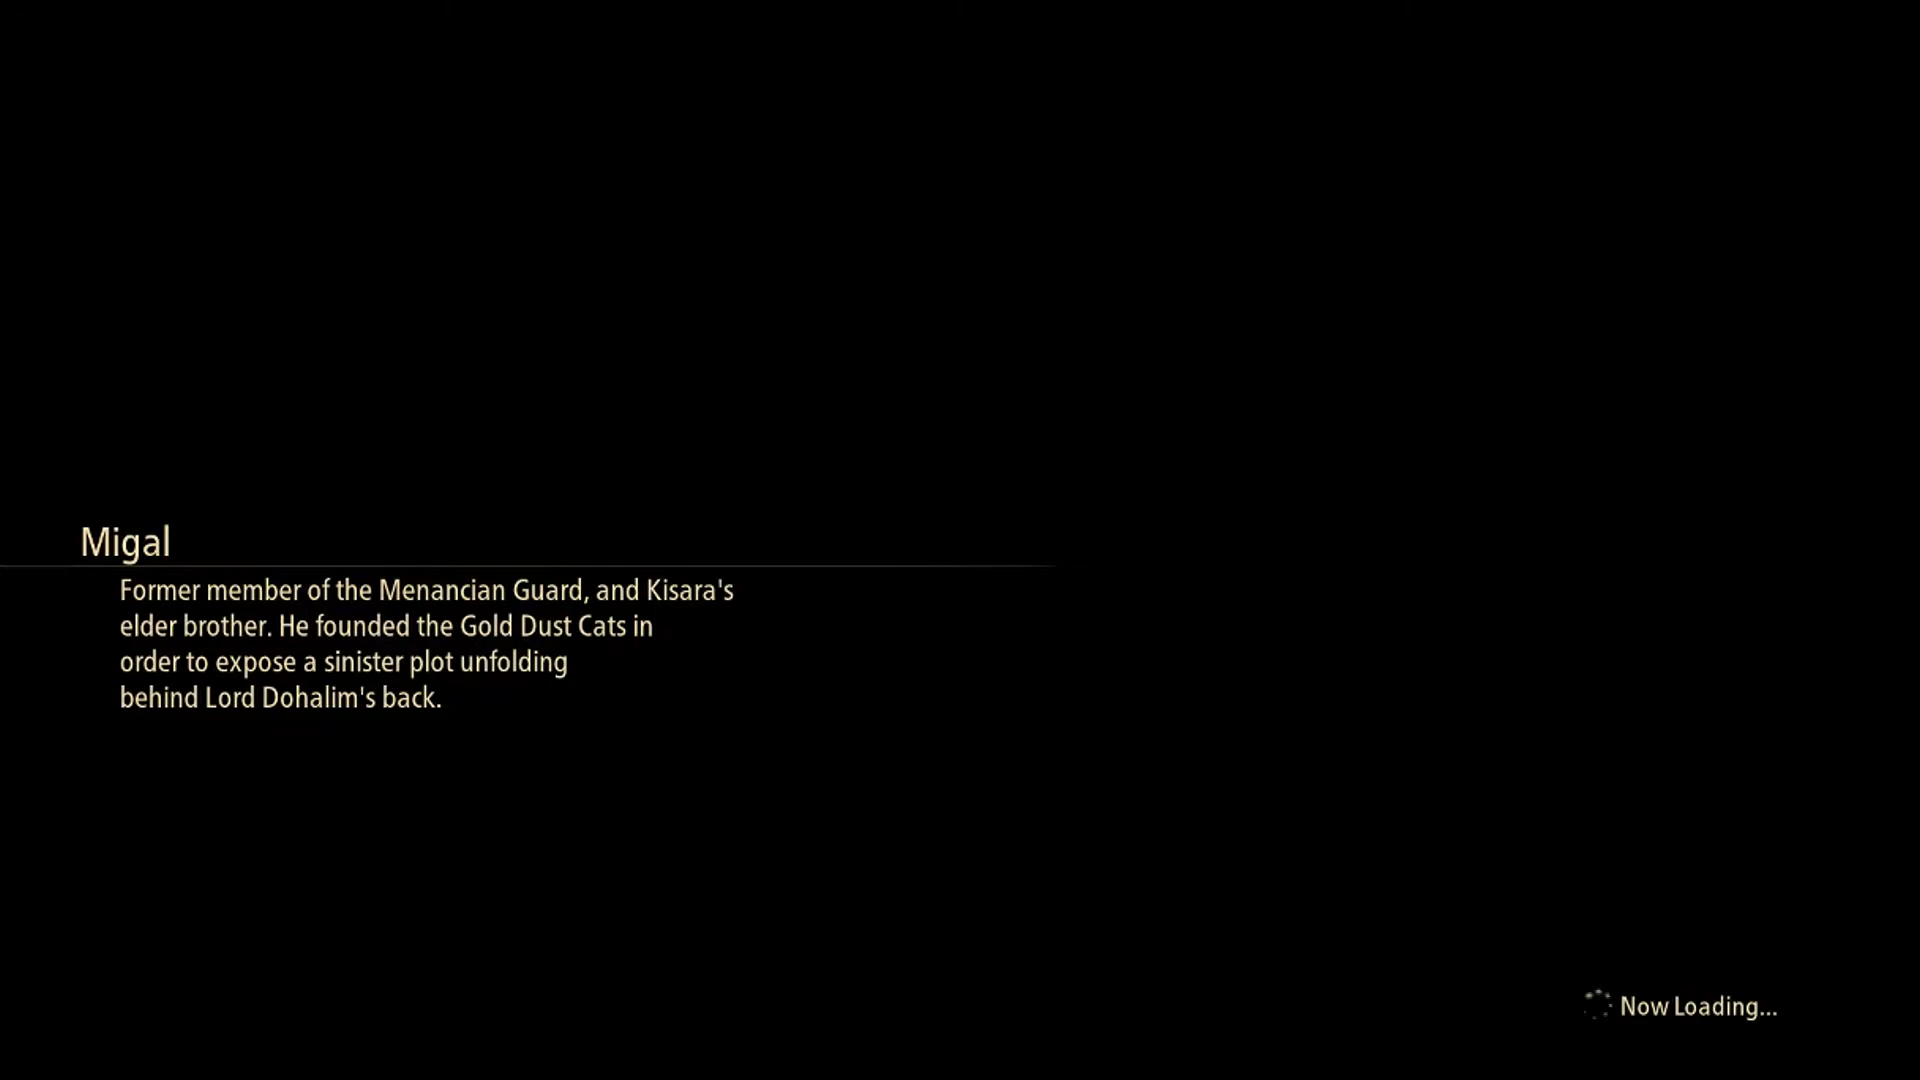 Migal
Former member of the Menancian Guard, and Kisara's
elder brother. He founded the Gold Dust Cats in
order to expose a sinister plot unfolding
behind Lord Dohalim's back.
Now Loading...